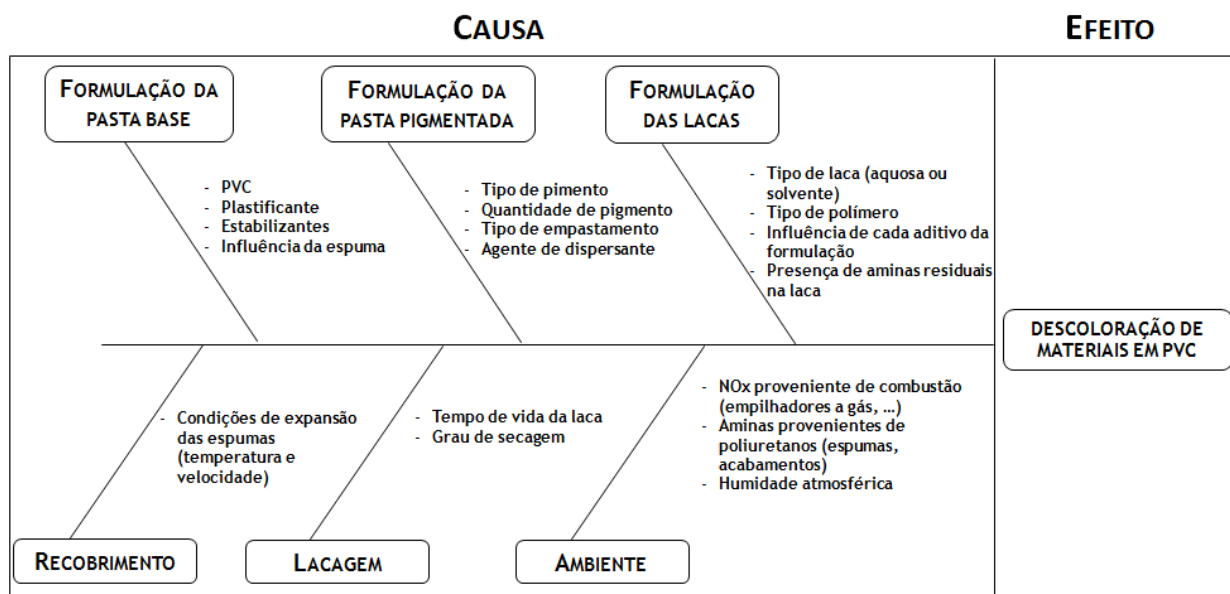 CAUSA
EFEITO
FORMULAÇÃO DA
PASTA BASE
FORMULAÇÃO DA
PASTA PIGMENTADA
FORMULAÇÃO
DAS LACAS
- PVC
- Plastificante
- Estabilizantes
- Influência da espuma
- Tipo de pimento
- Quantidade de pigmento
- Tipo de empastamento
- Agente de dispersante
- Tipo de laca (aquosa ou
solvente)
- Tipo de polímero
- Influência de cada aditivo da
formulação
- Presença de aminas residuais
na laca
DESCOLORAÇÃO DE
MATERIAIS EM PVC
- Condições de expansão
das espumas
(temperatura e
velocidade)
- Tempo de vida da laca
- Grau de secagem
- NOx proveniente de combustão
(empilhadores a gás, …)
- Aminas provenientes de
poliuretanos (espumas,
acabamentos)
- Humidade atmosférica
RECOBRIMENTO
LACAGEM
AMBIENTE